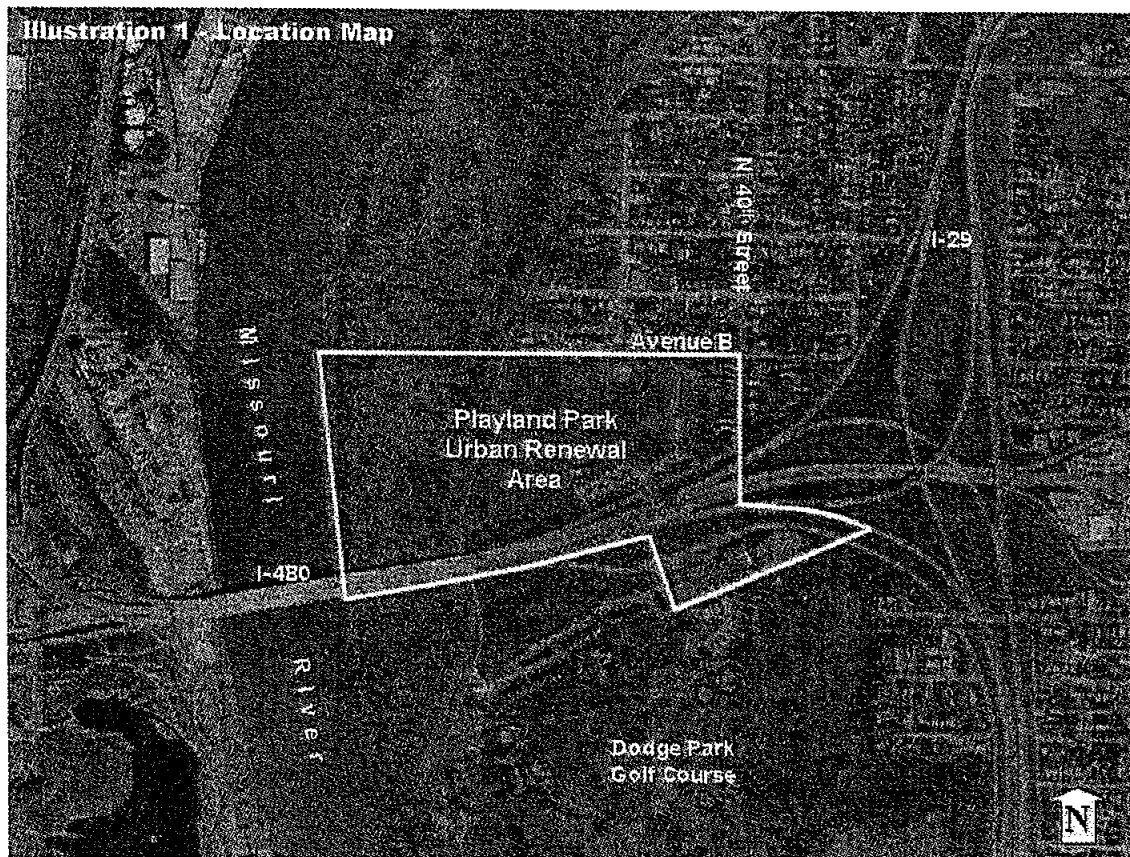 Illustration 1 - Location Map
N 40th Street
I-29
Avenue B
Missouri
Playland Park
Urban Renewal
Area
I-480
River
Dodge Park
Golf Course
N